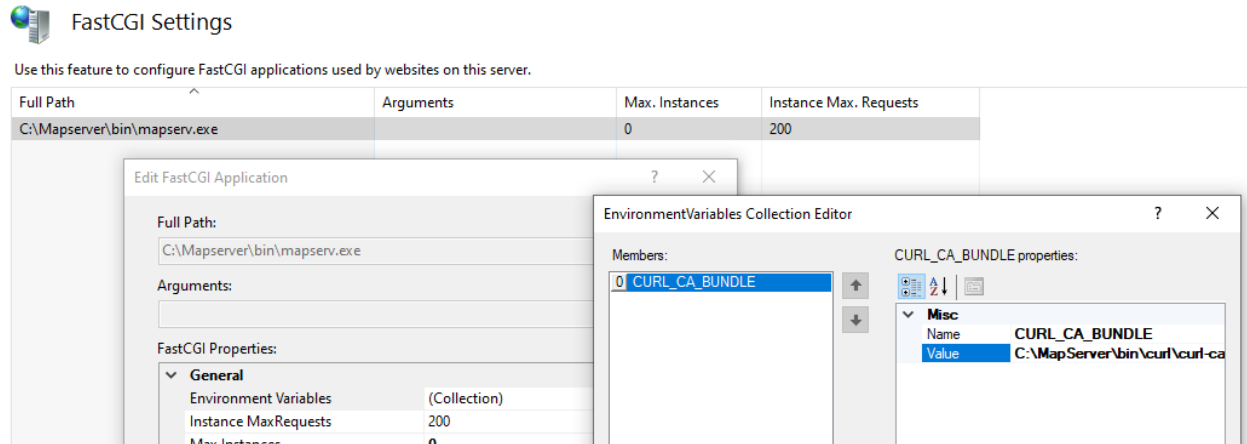 FastCGI Settings
Use this feature to configure FastCGI applications used by websites on this server.
Full Path Arguments Max. Instances Instance Max. Requests
C:\Mapserver\bin\mapserv.exe 0 200
Edit FastCGI Application ?
Full Path:
C:\Mapserver\bin\mapserv.exe
Arguments:
FastCGI Properties:
General
Environment Variables (Collection)
Instance MaxRequests 200
Max Instances 0
EnvironmentVariables Collection Editor ?
Members:
0 CURL_CA_BUNDLE
CURL_CA_BUNDLE properties:
Misc
Name CURL_CA_BUNDLE
Value C:\MapServer\bin\curl\curl-ca